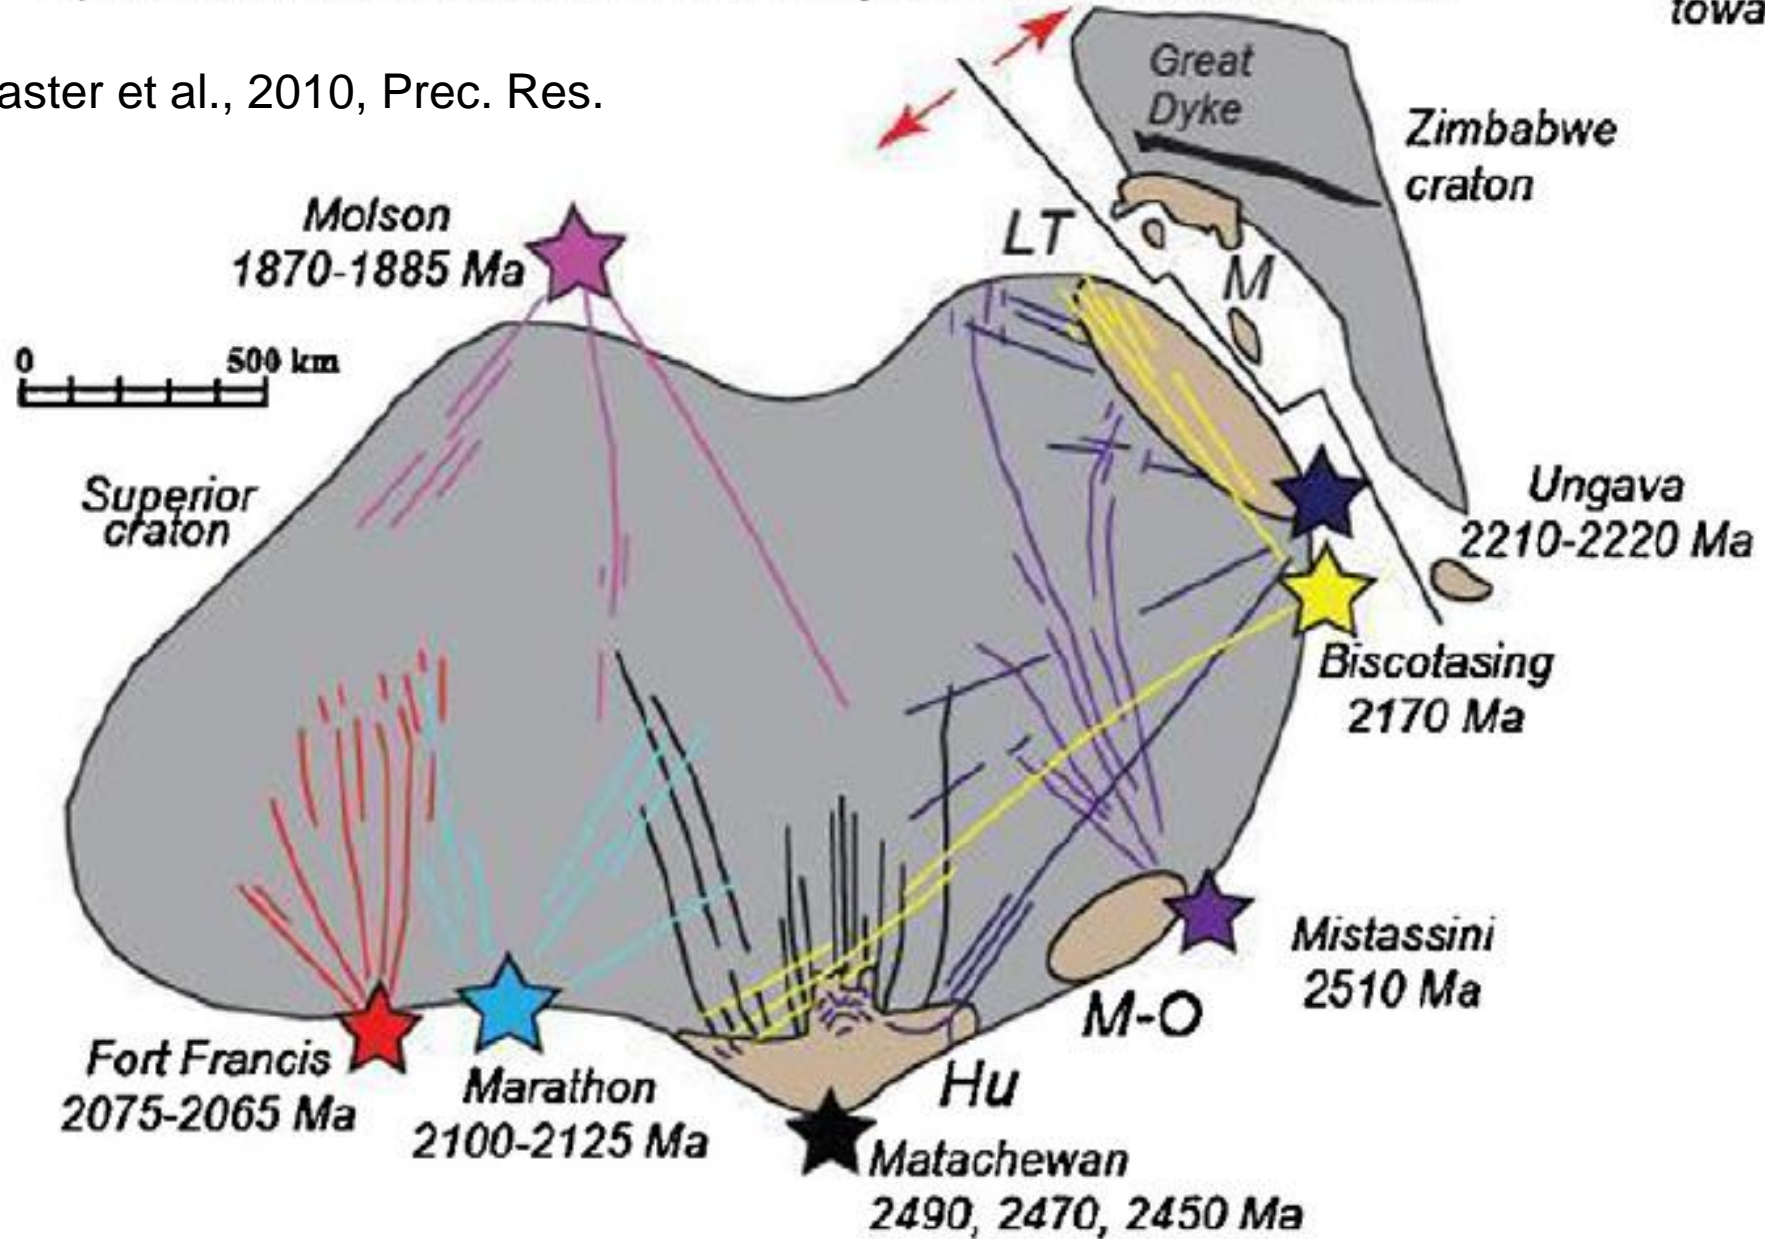 towa
aster et al., 2010, Prec. Res.
Great
Dyke
Zimbabwe
craton
Molson
1870-1885 Ma
LT
M
0 500 km
Superior
craton
Ungava
2210-2220 Ma
Biscotasing
2170 Ma
Mistassini
2510 Ma
M-O
Fort Francis
2075-2065 Ma
Marathon
2100-2125 Ma
Hu
Matachewan
2490, 2470, 2450 Ma